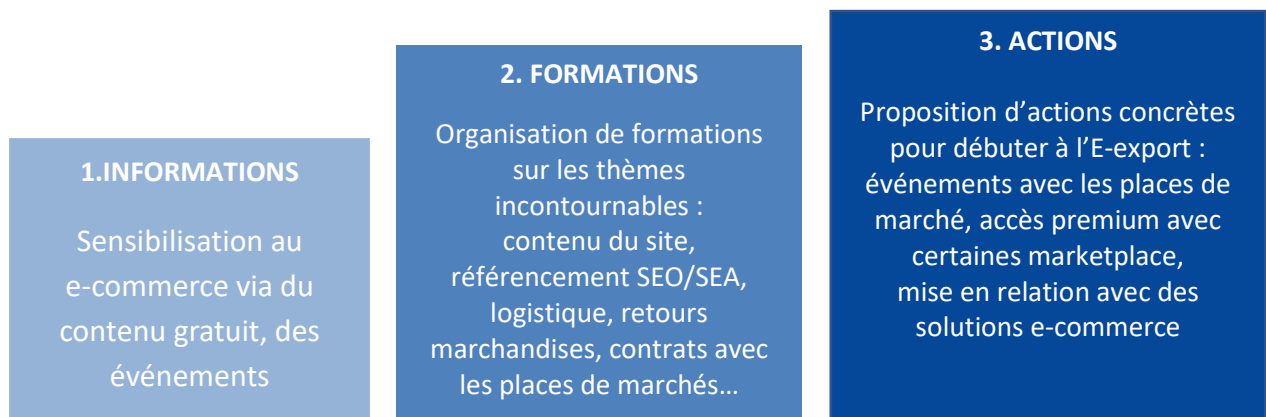 1.INFORMATIONS
Sensibilisation au
e-commerce via du
contenu gratuit, des
événements
2. FORMATIONS
Organisation de formations
sur les thèmes
incontournables :
contenu du site,
référencement SEO/SEA,
logistique, retours
marchandises, contrats avec
les places de marchés…
3. ACTIONS
Proposition d’actions concrètes
pour débuter à l’E-export :
événements avec les places de
marché, accès premium avec
certaines marketplace,
mise en relation avec des
solutions e-commerce